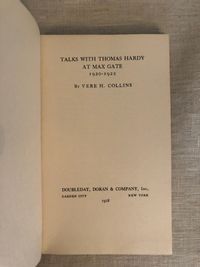 TALKS WITH THOMAS HARDY
AT MAX GATE
1920-1922
By VERE H. COLLINS
DOUBLEDAY, DORAN & COMPANY, Inc.
GARDEN CITY NEW YORK
1928